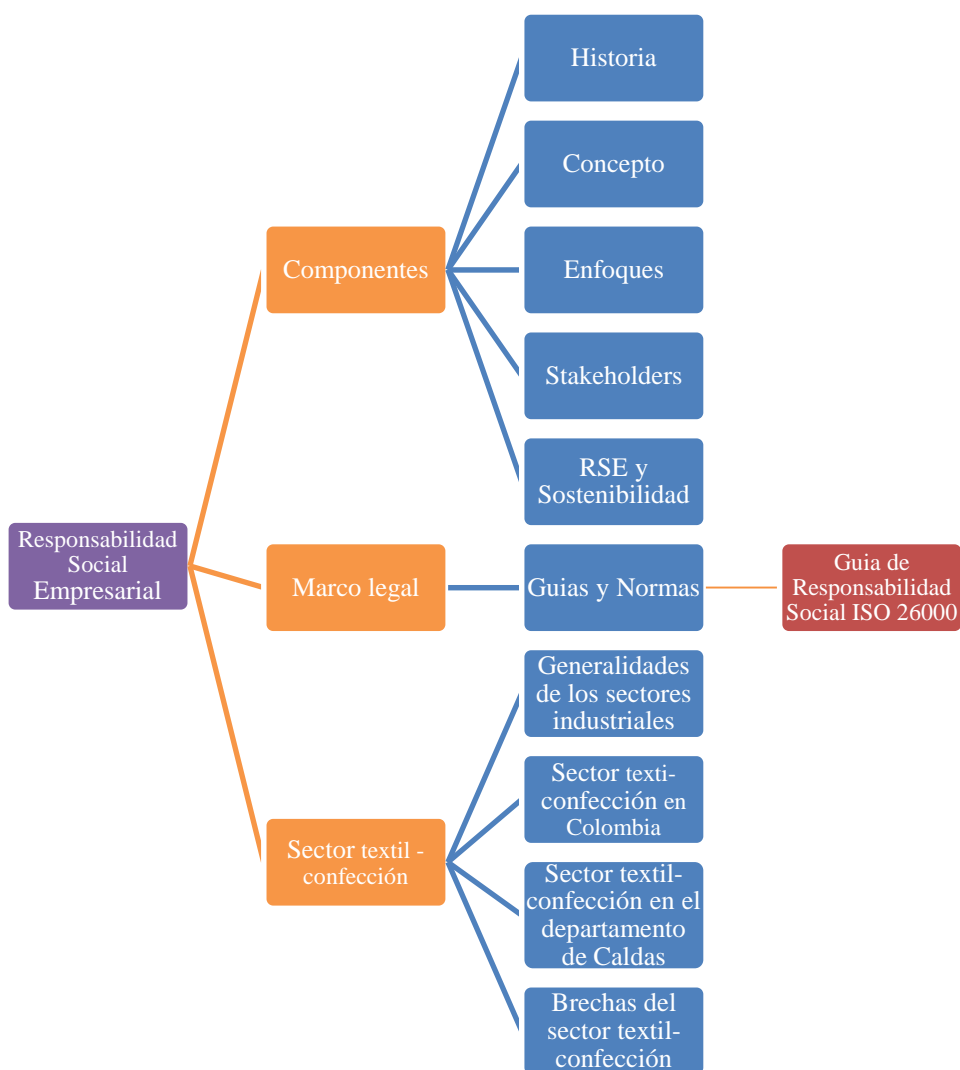 Historia
Concepto
Componentes
Enfoques
Stakeholders
RSE y
Sostenibilidad
Responsabilidad
Social
Empresarial
Marco legal
Guias y Normas
Guia de
Responsabilidad
Social ISO 26000
Generalidades
de los sectores
industriales
Sector texti-
confección en
Colombia
Sector textil -
confección
Sector textil-
confección en el
departamento
de Caldas
Brechas del
sector textil-
confección